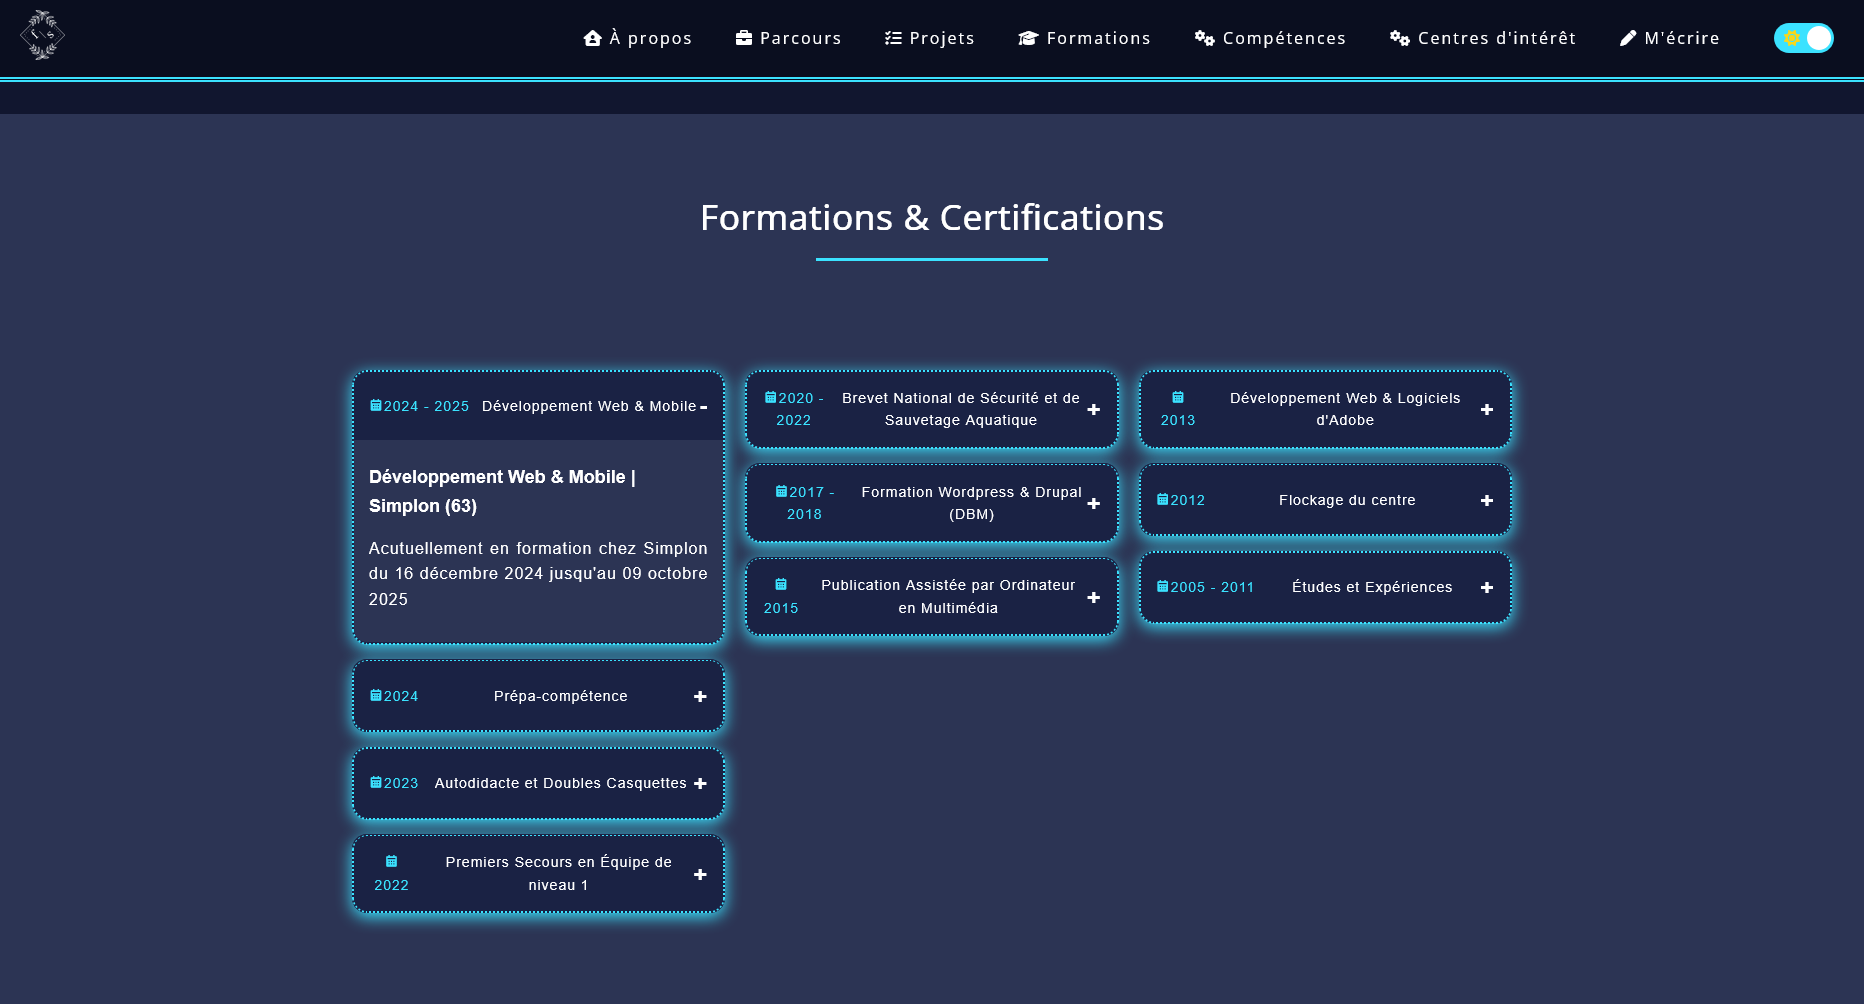 f s
À propos
Parcours
Projets
Formations
Compétences
Centres d'intérêt
M'écrire
Formations & Certifications
2024 - 2025 Développement Web & Mobile -
Développement Web & Mobile |
Simplon (63)
Acutuellement en formation chez Simplon
du 16 décembre 2024 jusqu'au 09 octobre
2025
2024 Prépa-compétence +
2023 Autodidacte et Doubles Casquettes +
2022
Premiers Secours en Équipe de
niveau 1
+
2020 -
2022
Brevet National de Sécurité et de
Sauvetage Aquatique
+
2017 -
2018
Formation Wordpress & Drupal
(DBM)
+
2015
Publication Assistée par Ordinateur
en Multimédia
+
2013
Développement Web & Logiciels
d'Adobe
+
2012 Flockage du centre +
2005 - 2011 Études et Expériences +